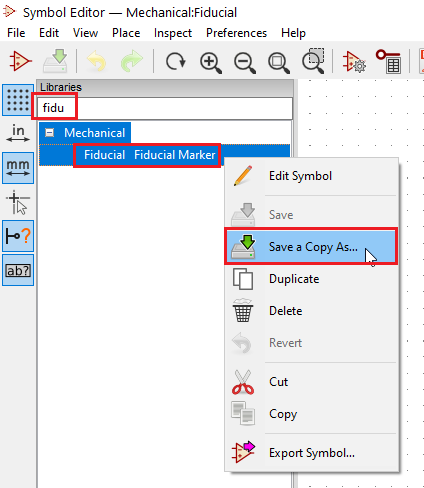 Symbol Editor — Mechanical:Fiducial
File Edit View Place Inspect Preferences Help
Libraries
fidu
Mechanical
Fiducial Fiducial Marker
in
mm
ab?
Edit Symbol
Save
Save a Copy As...
Duplicate
Delete
Revert
Cut
Copy
Export Symbol...